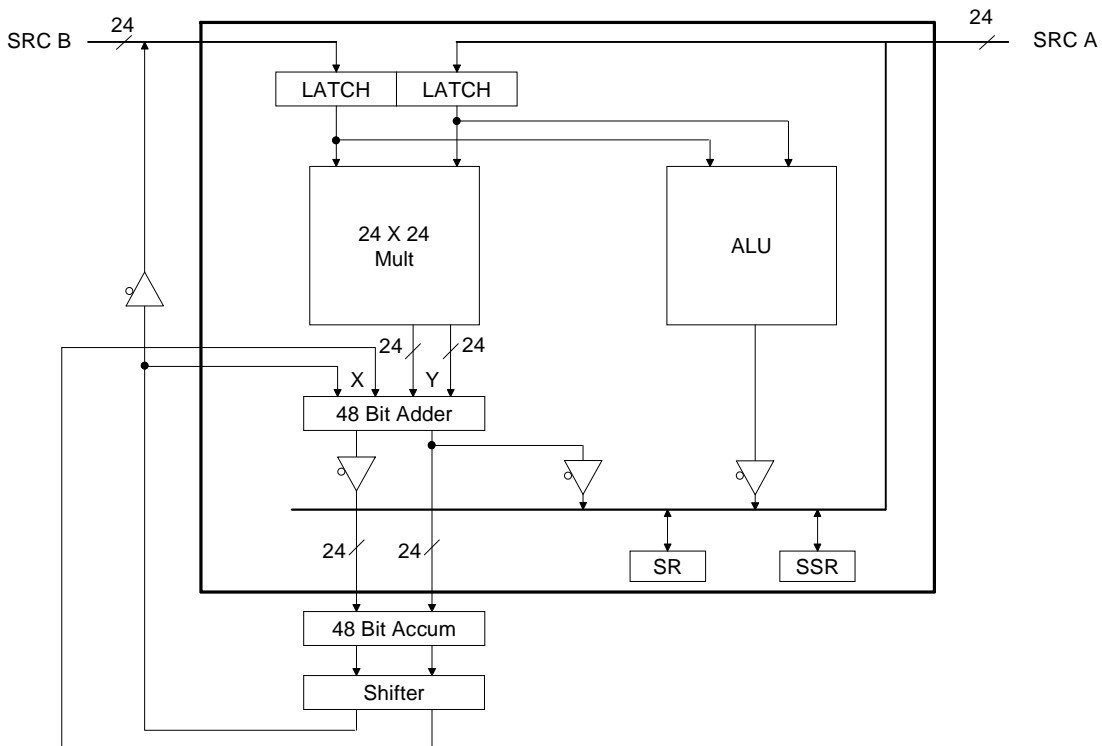 24
24
SRC B
SRC A
LATCH
LATCH
24 X 24
Mult
ALU
24
24
X
Y
48 Bit Adder
24
24
SR
SSR
48 Bit Accum
Shifter